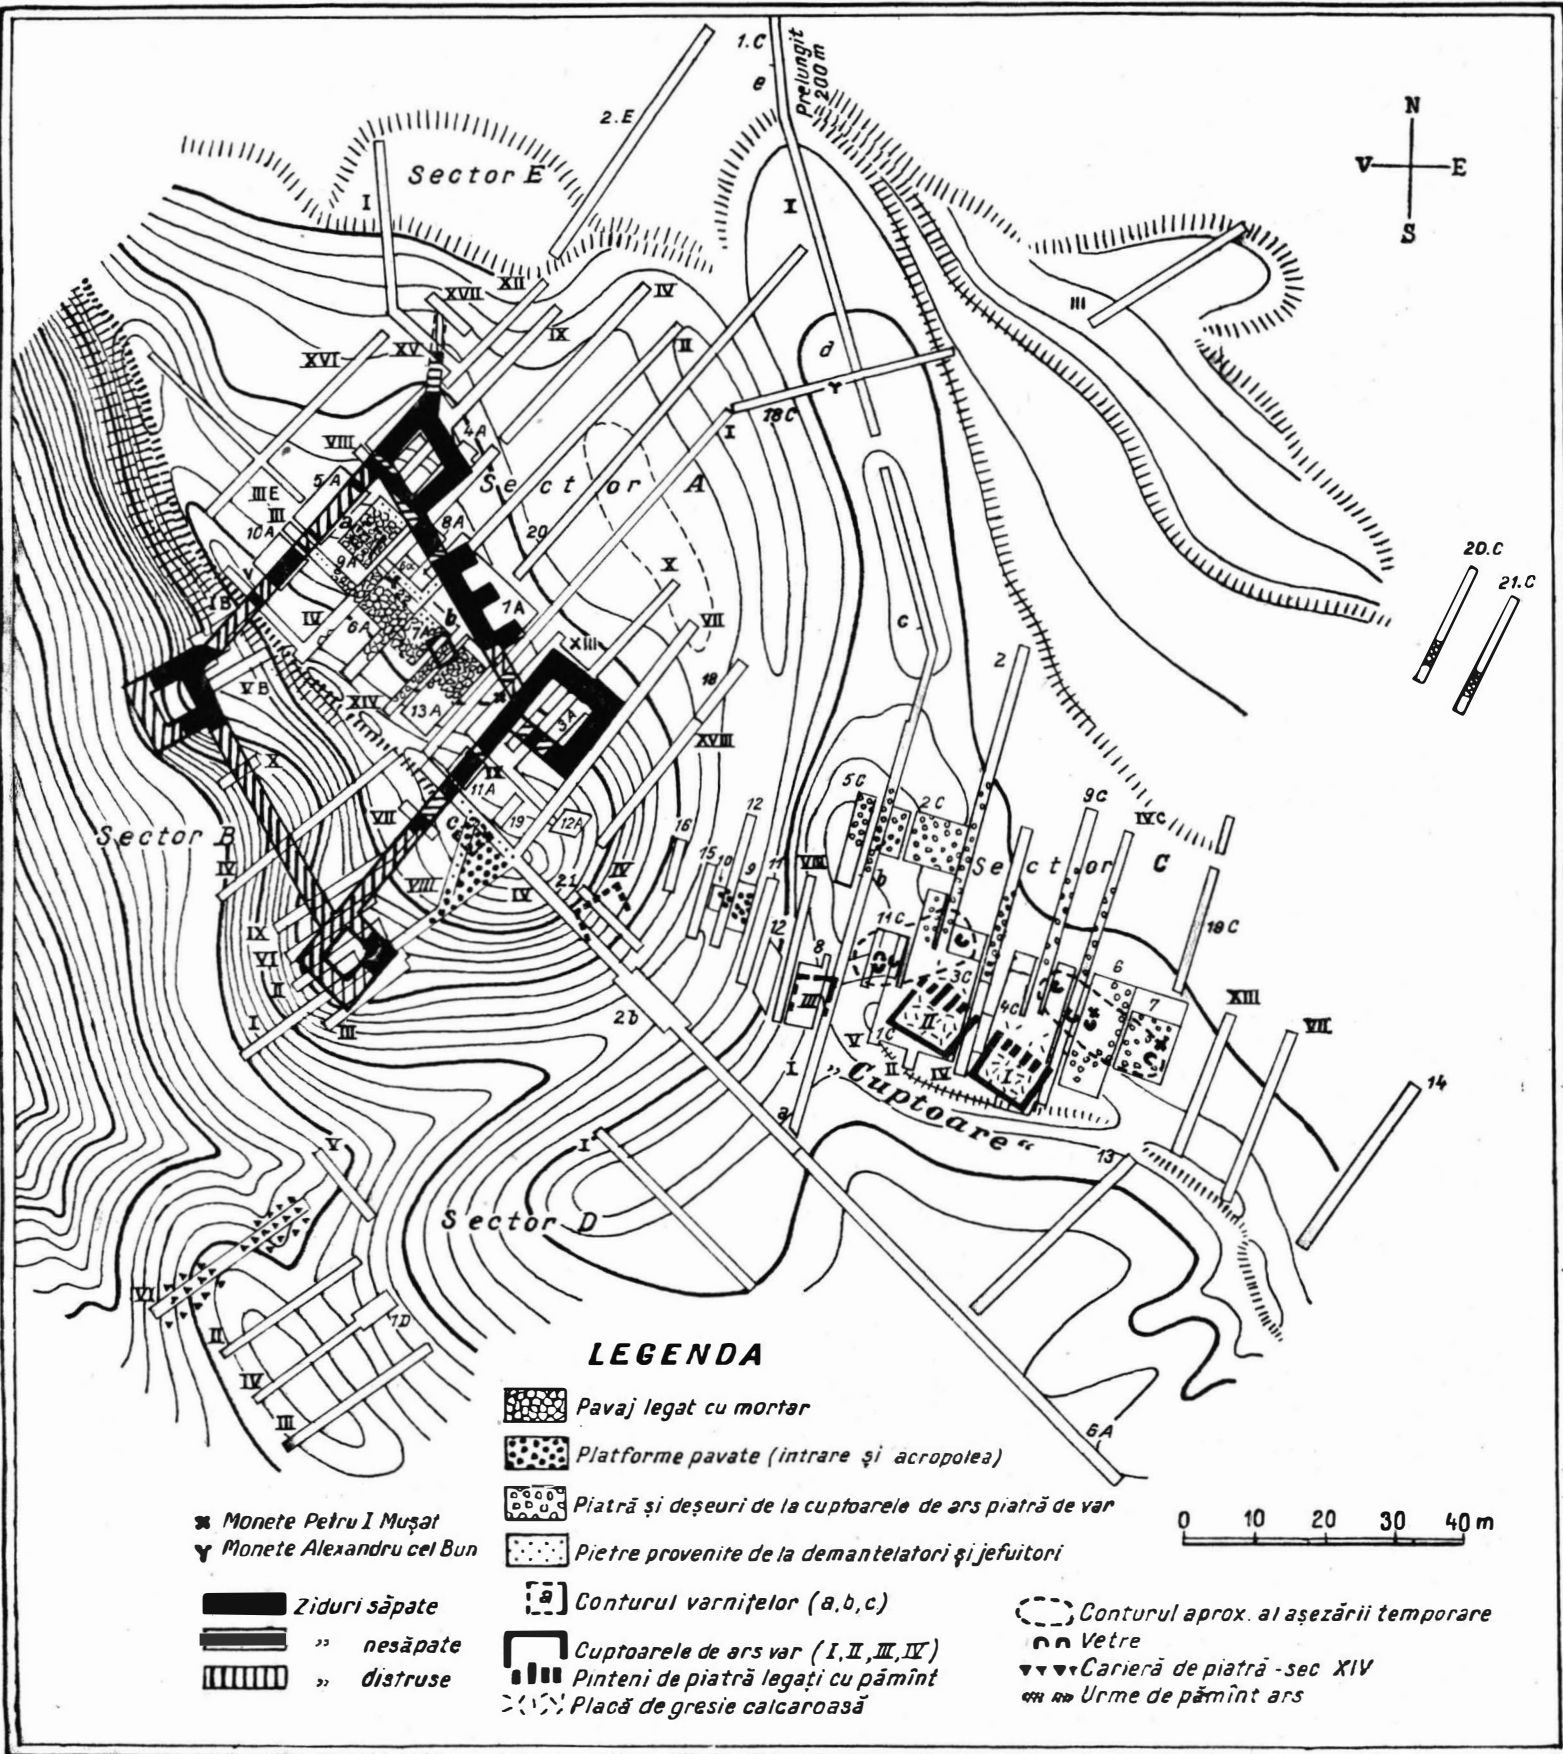 1.C
e
Prelungit
200 m
2.E
N
V E
S
Sector E
I
I
III
XII
XVII
IV
IX
II
XV
XVI
d
18C
I
VIII
4A
5A
Sector A
III E
III
10A
a
8A
9A
6a
20
20.C
21.C
X
V
I B
IV
6A
7A
b
1A
c
VII
XIII
2
V B
XIV
13A
3A
18
XVIII
X
IX
11A
5C
2C
9C
IV C
Sector B
VII
c
19
12A
16
12
VIII
Sector C
IV
VIII
IV
21
IV
15
10
9
11
b
11C
19C
IX
VI
II
12
8
III
3C
II
4C
6
7
XIII
VII
I
III
2b
V
1C
II
IV
I
I
14
„Cuptoare“
a
V
I
13
Sector D
VI
II
1D
IV
III
6A
LEGENDA
Pavaj legat cu mortar
Platforme pavate (intrare și acropolea)
Piatră și deșeuri de la cuptoarele de ars piatră de var
Pietre provenite de la demantelatori și jefuitori
a Conturul varnițelor (a,b,c)
Cuptoarele de ars var (I,II,III,IV)
Pinteni de piatră legați cu pămînt
Placă de gresie calcaroasă
Monete Petru I Mușat
Monete Alexandru cel Bun
Ziduri săpate
„ nesăpate
„ distruse
0 10 20 30 40 m
Conturul aprox. al așezării temporare
Vetre
Carieră de piatră - sec XIV
Urme de pămînt ars